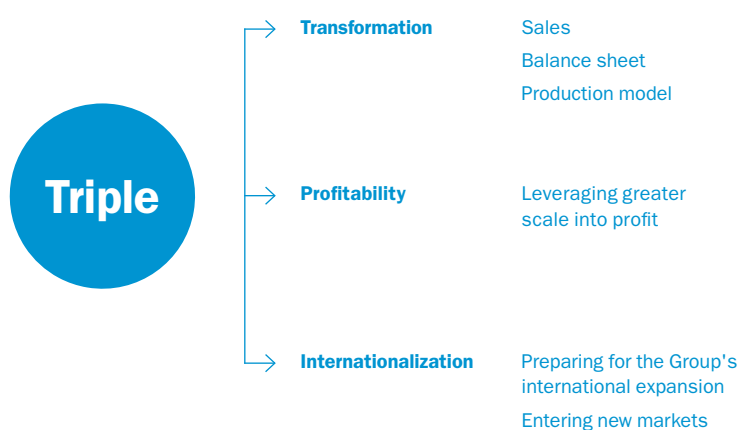 Triple
Transformation
Sales
Balance sheet
Production model
Profitability
Leveraging greater
scale into profit
Internationalization
Preparing for the Group's
international expansion
Entering new markets